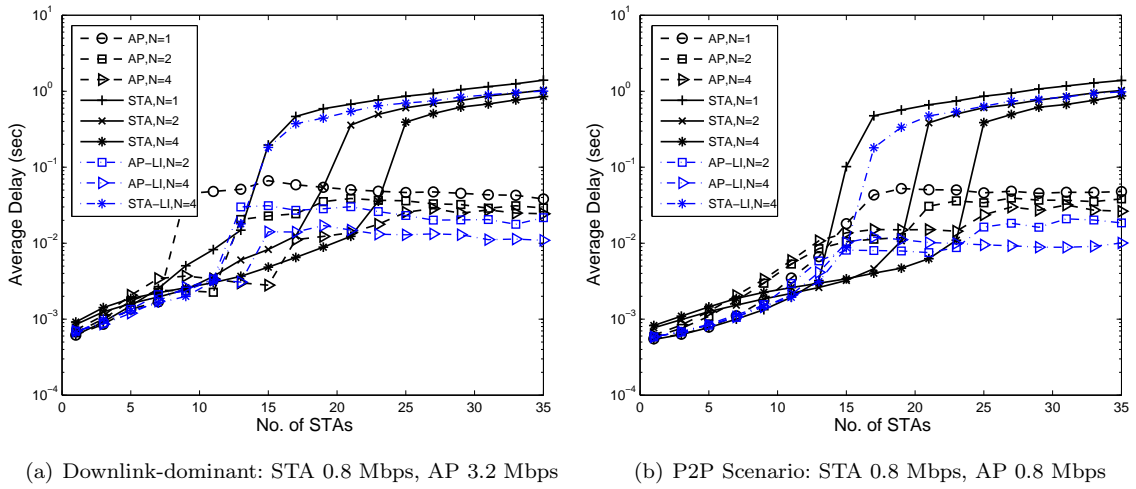 10^1
10^0
10^-1
10^-2
10^-3
10^-4
Average Delay (sec)
AP,N=1
AP,N=2
AP,N=4
STA,N=1
STA,N=2
STA,N=4
AP−LI,N=2
AP−LI,N=4
STA−LI,N=4
0 5 10 15 20 25 30 35
No. of STAs
(a) Downlink-dominant: STA 0.8 Mbps, AP 3.2 Mbps
10^1
10^0
10^-1
10^-2
10^-3
10^-4
Average Delay (sec)
AP,N=1
AP,N=2
AP,N=4
STA,N=1
STA,N=2
STA,N=4
AP−LI,N=2
AP−LI,N=4
STA−LI,N=4
0 5 10 15 20 25 30 35
No. of STAs
(b) P2P Scenario: STA 0.8 Mbps, AP 0.8 Mbps